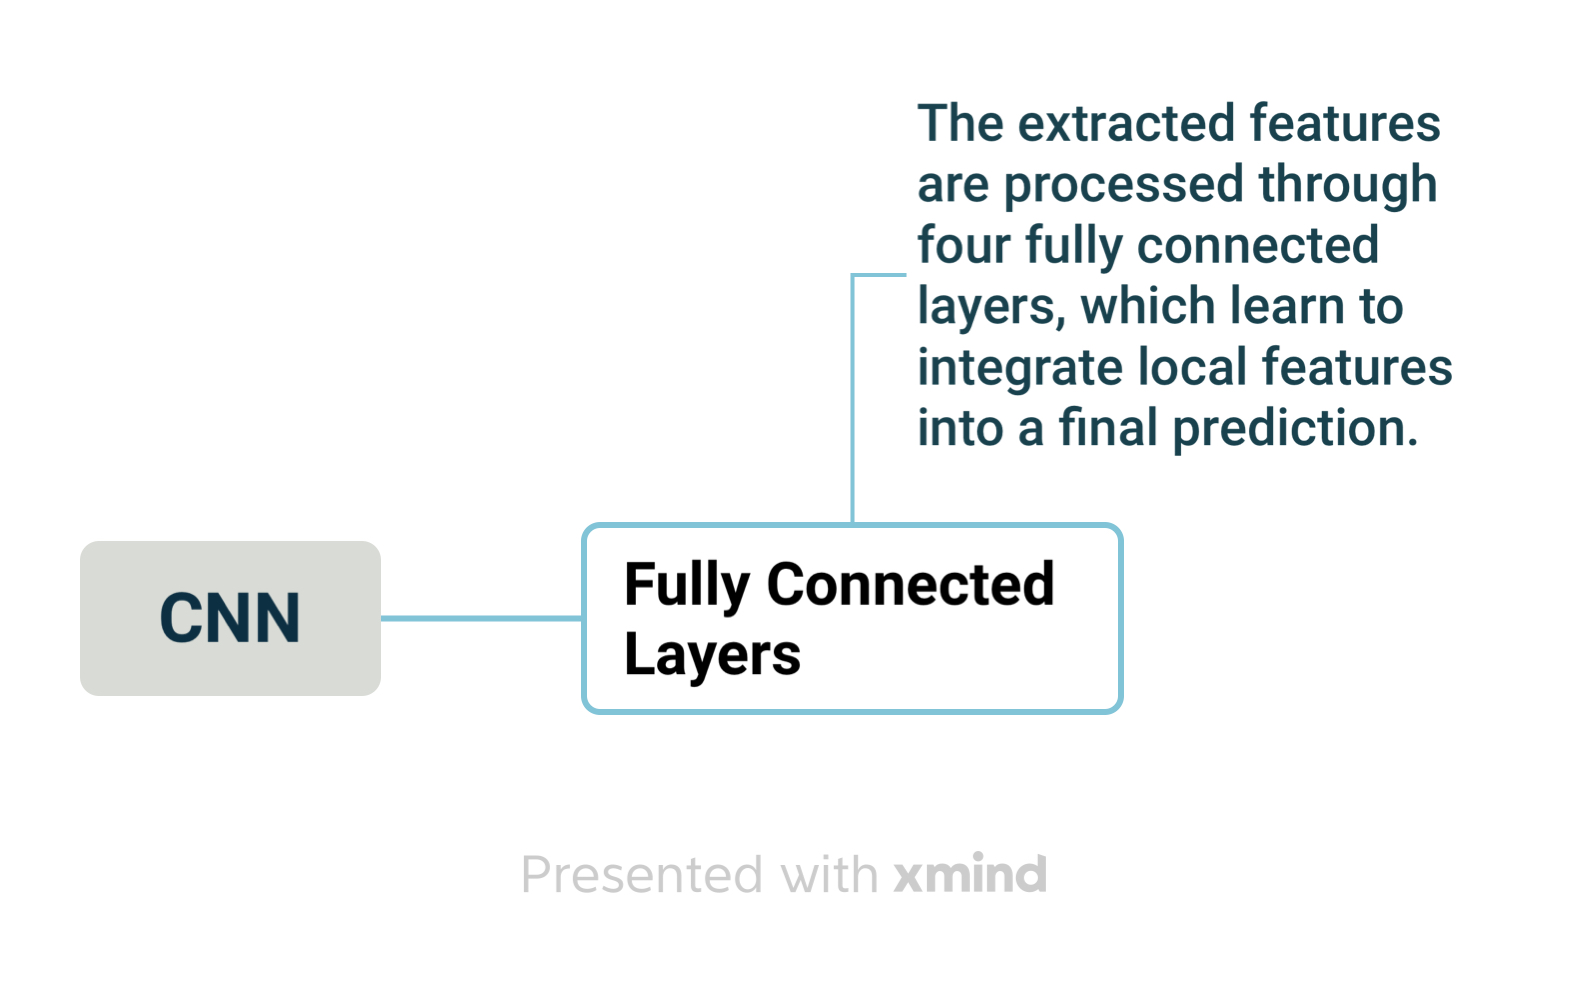 The extracted features
are processed through
four fully connected
layers, which learn to
integrate local features
into a final prediction.
CNN
Fully Connected
Layers
Presented with xmind